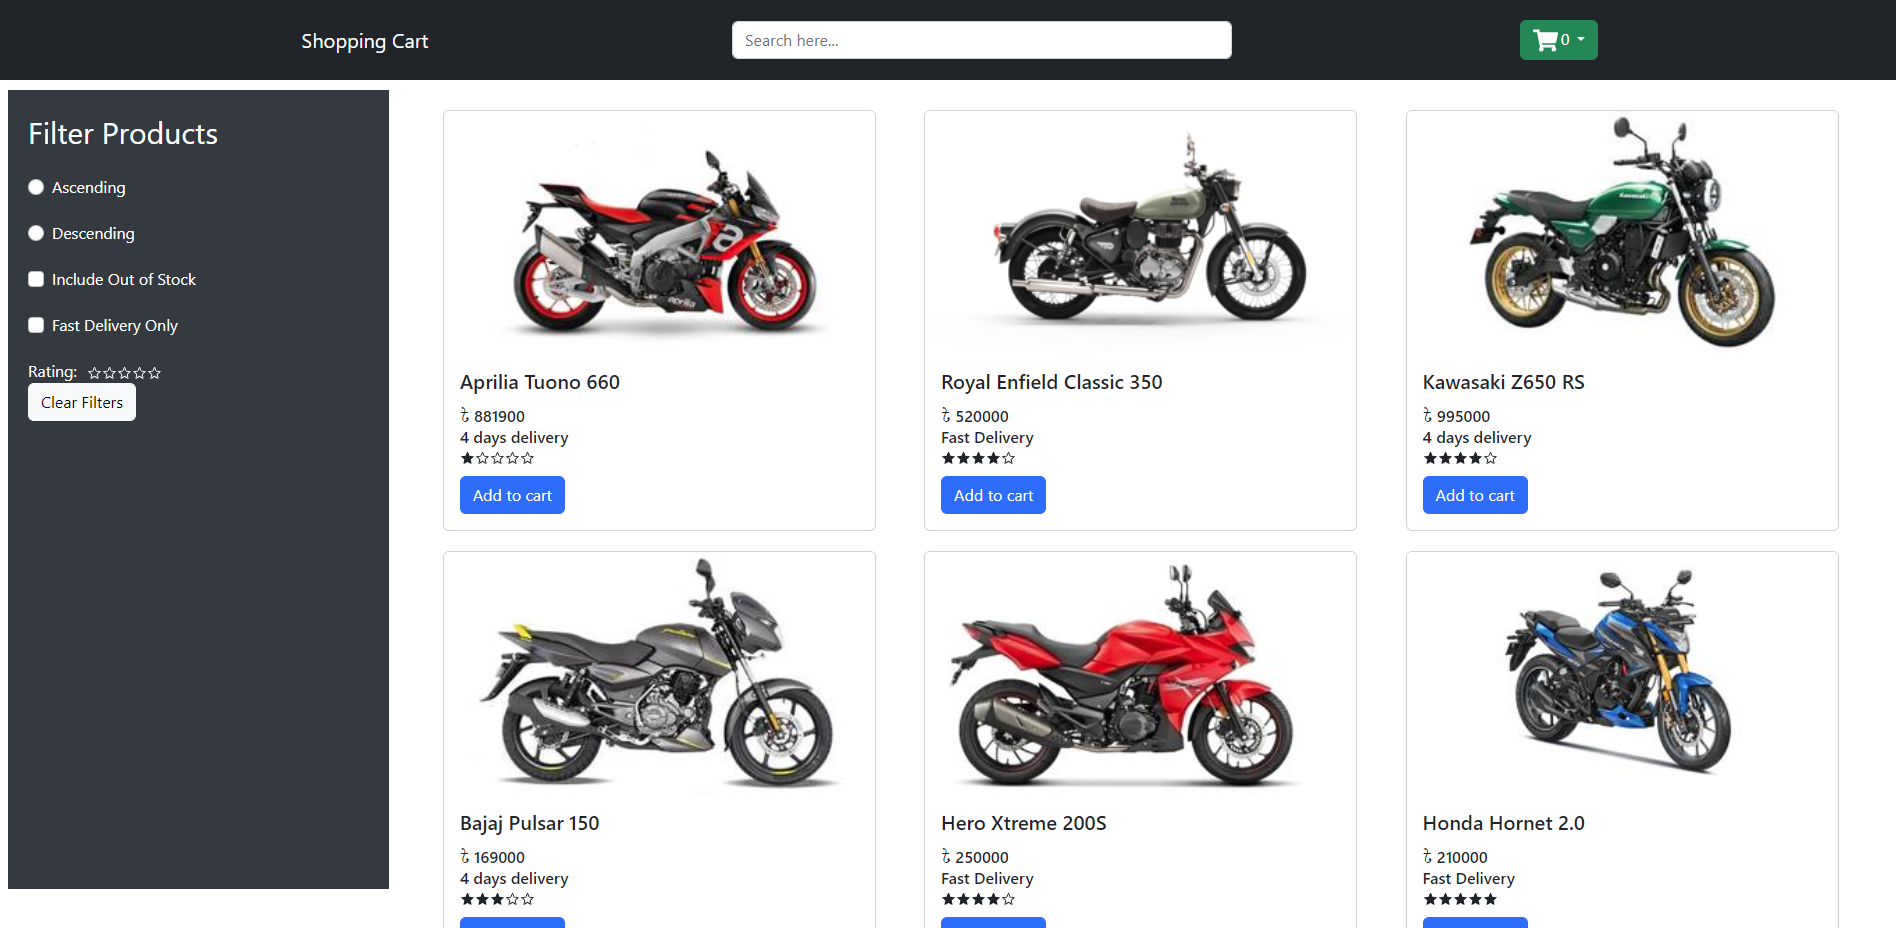 Shopping Cart
Search here...
0
Filter Products
Ascending
Descending
Include Out of Stock
Fast Delivery Only
Rating: ☆☆☆☆☆
Clear Filters
Aprilia Tuono 660
৳ 881900
4 days delivery
★☆☆☆☆
Add to cart
Royal Enfield Classic 350
৳ 520000
Fast Delivery
★★★★☆
Add to cart
Kawasaki Z650 RS
৳ 995000
4 days delivery
★★★★☆
Add to cart
Bajaj Pulsar 150
৳ 169000
4 days delivery
★★★☆☆
Hero Xtreme 200S
৳ 250000
Fast Delivery
★★★★☆
Honda Hornet 2.0
৳ 210000
Fast Delivery
★★★★★